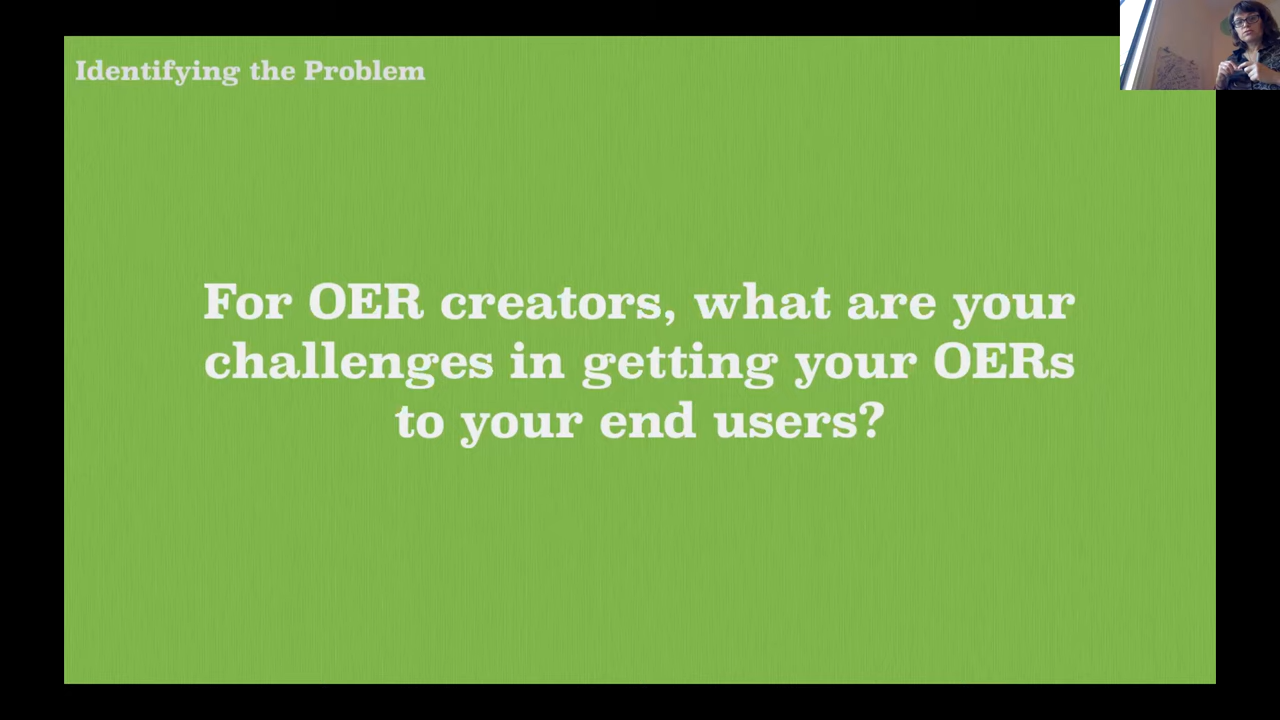 Identifying the Problem
For OER creators, what are your
challenges in getting your OERs
to your end users?